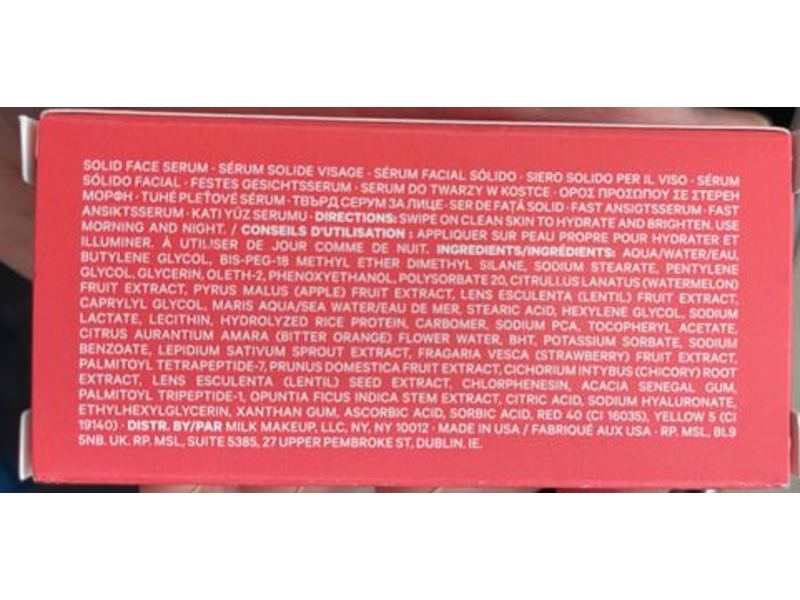 SOLID FACE SERUM · SÉRUM SOLIDE VISAGE · SÉRUM FACIAL SÓLIDO · SIERO SOLIDO PER IL VISO · SÉRUM
SÓLIDO FACIAL · FESTES GESICHTSSERUM · SERUM DO TWARZY W KOSTCE · ΟΡΟΣ ΠΡΟΣΩΠΟΥ ΣΕ ΣΤΕΡΕΗ
ΜΟΡΦΗ · TUHÉ PLEŤOVÉ SÉRUM · ТВЪРД СЕРУМ ЗА ЛИЦЕ · SER DE FAȚĂ SOLID · FAST ANSIGTSSERUM · FAST
ANSIKTSSERUM · KATI YÜZ SERUMU · DIRECTIONS: SWIPE ON CLEAN SKIN TO HYDRATE AND BRIGHTEN. USE
MORNING AND NIGHT. / CONSEILS D'UTILISATION : APPLIQUER SUR PEAU PROPRE POUR HYDRATER ET
ILLUMINER. À UTILISER DE JOUR COMME DE NUIT. INGREDIENTS/INGRÉDIENTS: AQUA/WATER/EAU,
BUTYLENE GLYCOL, BIS-PEG-18 METHYL ETHER DIMETHYL SILANE, SODIUM STEARATE, PENTYLENE
GLYCOL, GLYCERIN, OLETH-2, PHENOXYETHANOL, POLYSORBATE 20, CITRULLUS LANATUS (WATERMELON)
FRUIT EXTRACT, PYRUS MALUS (APPLE) FRUIT EXTRACT, LENS ESCULENTA (LENTIL) FRUIT EXTRACT,
CAPRYLYL GLYCOL, MARIS AQUA/SEA WATER/EAU DE MER, STEARIC ACID, HEXYLENE GLYCOL, SODIUM
LACTATE, LECITHIN, HYDROLYZED RICE PROTEIN, CARBOMER, SODIUM PCA, TOCOPHERYL ACETATE,
CITRUS AURANTIUM AMARA (BITTER ORANGE) FLOWER WATER, BHT, POTASSIUM SORBATE, SODIUM
BENZOATE, LEPIDIUM SATIVUM SPROUT EXTRACT, FRAGARIA VESCA (STRAWBERRY) FRUIT EXTRACT,
PALMITOYL TETRAPEPTIDE-7, PRUNUS DOMESTICA FRUIT EXTRACT, CICHORIUM INTYBUS (CHICORY) ROOT
EXTRACT, LENS ESCULENTA (LENTIL) SEED EXTRACT, CHLORPHENESIN, ACACIA SENEGAL GUM,
PALMITOYL TRIPEPTIDE-1, OPUNTIA FICUS INDICA STEM EXTRACT, CITRIC ACID, SODIUM HYALURONATE,
ETHYLHEXYLGLYCERIN, XANTHAN GUM, ASCORBIC ACID, SORBIC ACID, RED 40 (CI 16035), YELLOW 5 (CI
19140) · DISTR. BY/PAR MILK MAKEUP, LLC, NY, NY 10012 · MADE IN USA / FABRIQUÉ AUX USA · RP. MSL, BL9
5NB. UK. RP. MSL, SUITE 5385, 27 UPPER PEMBROKE ST, DUBLIN. IE.